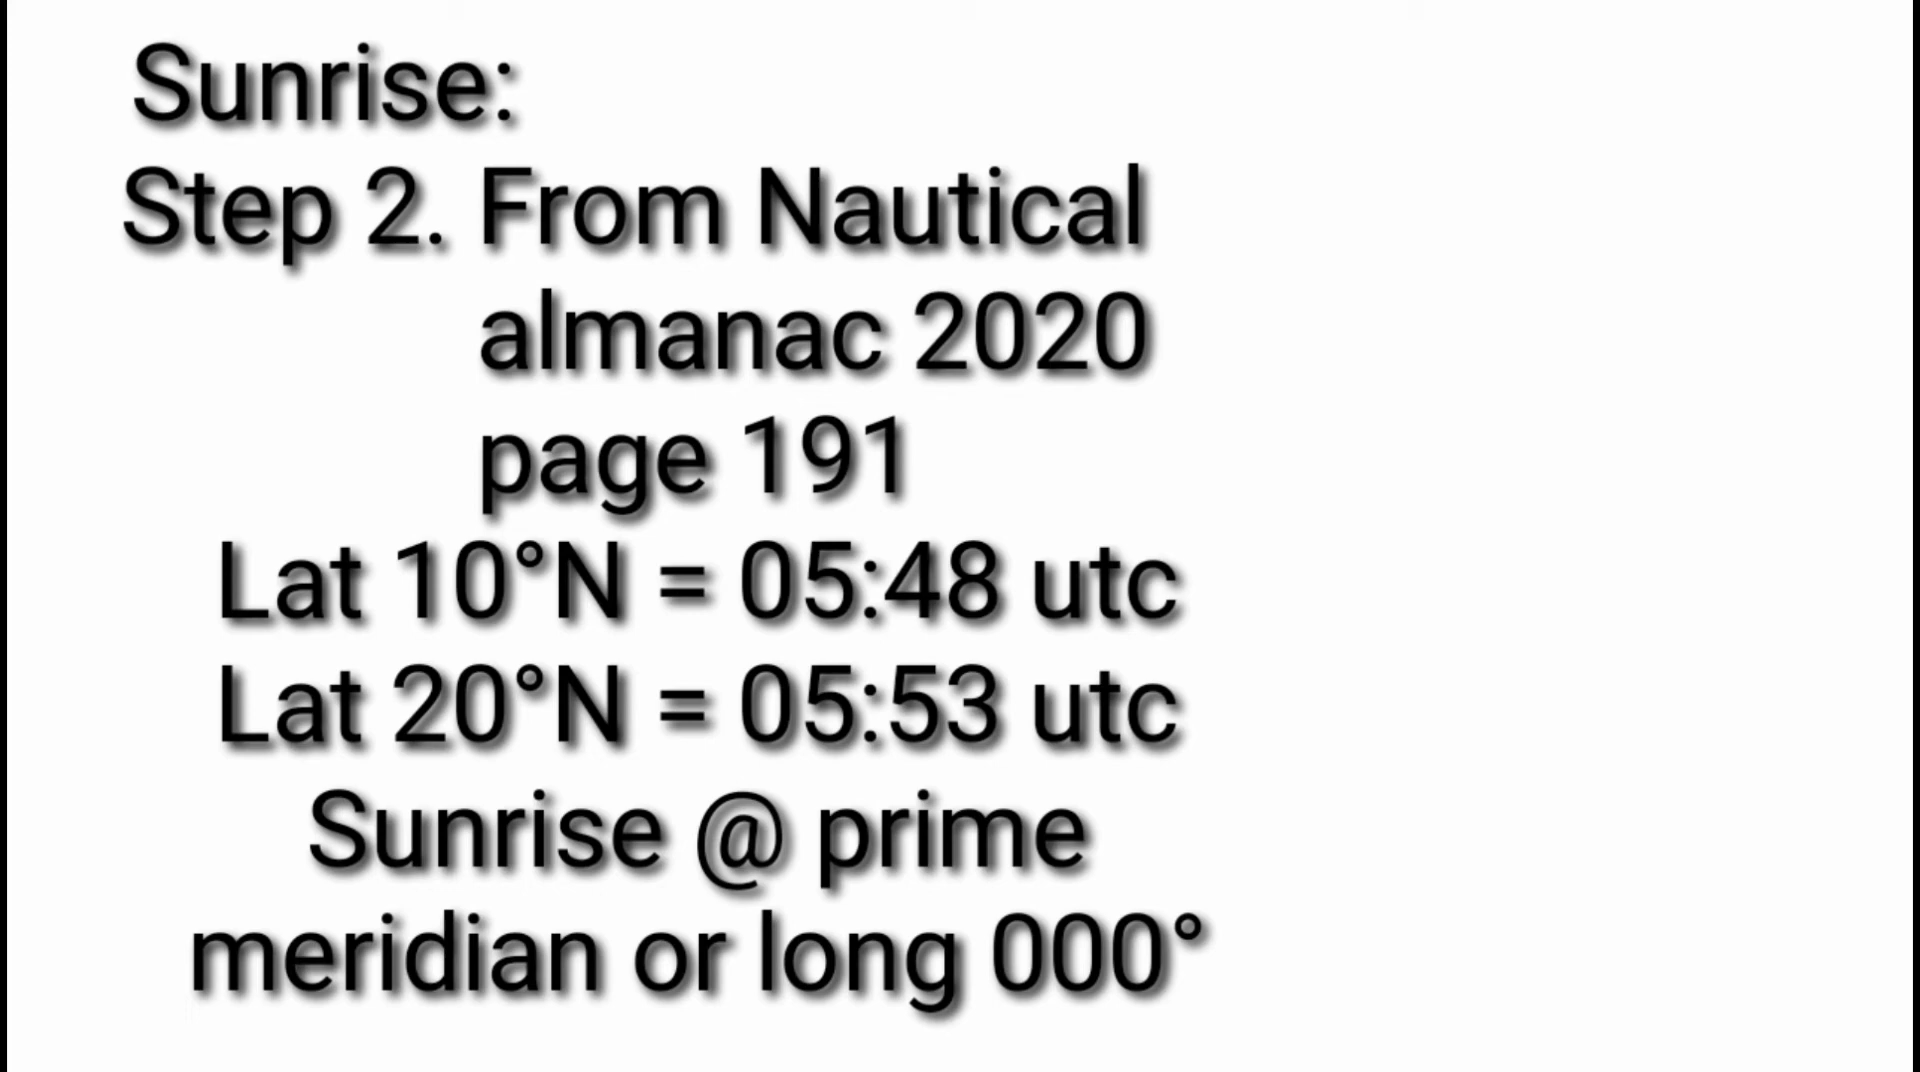 Sunrise:
Step 2. From Nautical
almanac 2020
page 191
Lat 10°N = 05:48 utc
Lat 20°N = 05:53 utc
Sunrise @ prime
meridian or long 000°